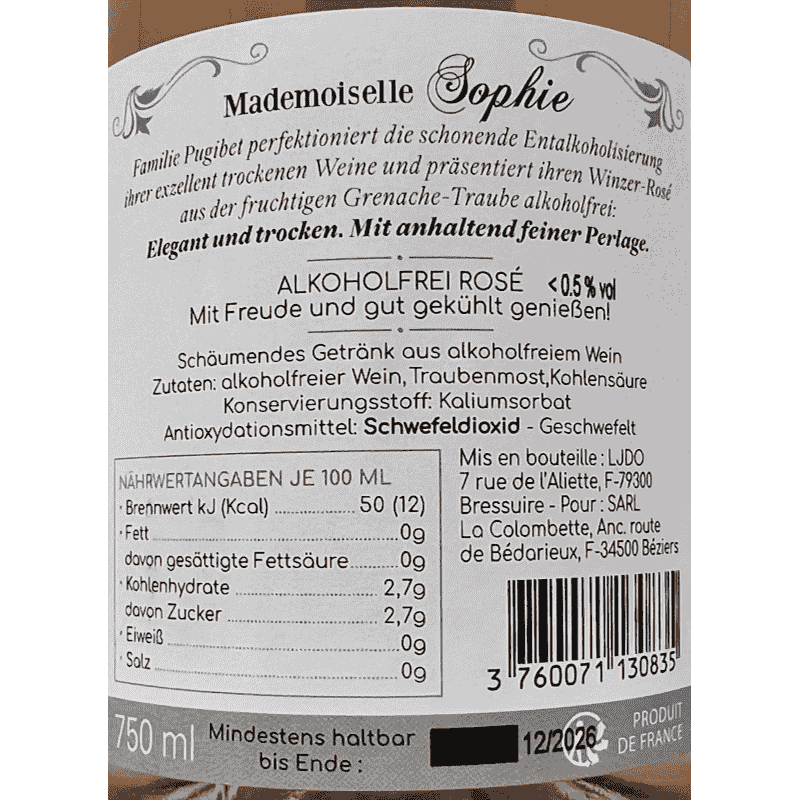 Mademoiselle Sophie
Familie Pugibet perfektioniert die schonende Entalkoholisierung
ihrer exzellent trockenen Weine und präsentiert ihren Winzer-Rosé
aus der fruchtigen Grenache-Traube alkoholfrei:
Elegant und trocken. Mit anhaltend feiner Perlage.
ALKOHOLFREI ROSÉ <0.5% vol
Mit Freude und gut gekühlt genießen!
Schäumendes Getränk aus alkoholfreiem Wein
Zutaten: alkoholfreier Wein, Traubenmost,Kohlensäure
Konservierungsstoff: Kaliumsorbat
Antioxydationsmittel: Schwefeldioxid - Geschwefelt
NÄHRWERTANGABEN JE 100 ML
· Brennwert kJ (Kcal) ........ 50 (12)
· Fett ........ 0g
davon gesättigte Fettsäure ........ 0g
· Kohlenhydrate ........ 2,7g
davon Zucker ........ 2,7g
· Eiweiß ........ 0g
· Salz ........ 0g
Mis en bouteille : LJDO
7 rue de l'Aliette, F-79300
Bressuire - Pour : SARL
La Colombette, Anc. route
de Bédarieux, F-34500 Béziers
3 760071 130835
750 ml
Mindestens haltbar
bis Ende :
12/2026
PRODUIT
DE FRANCE